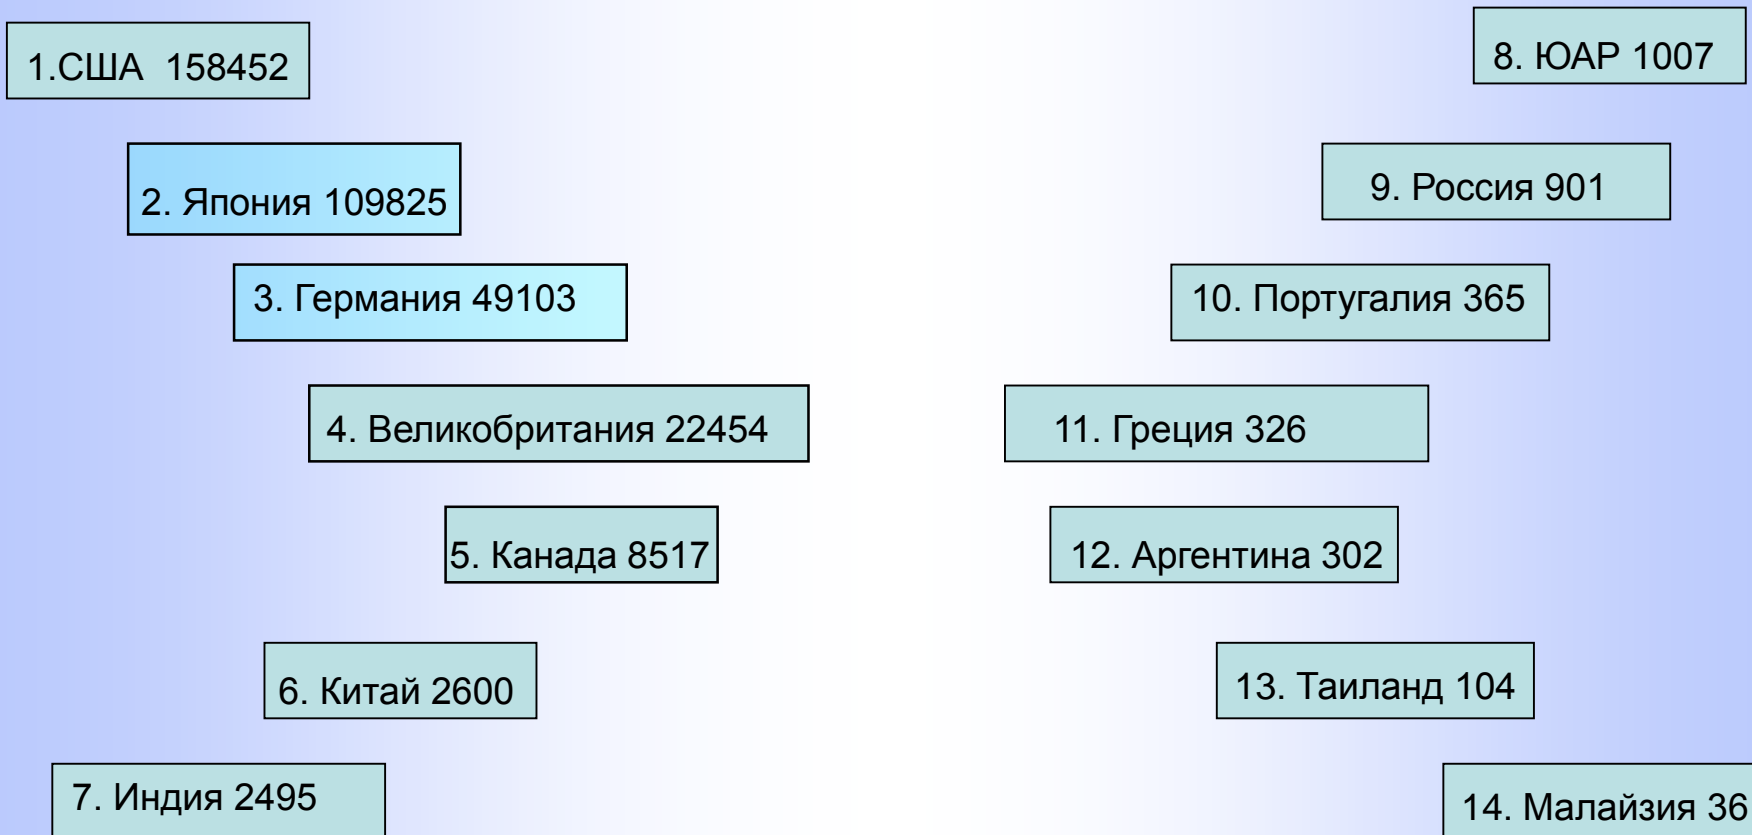 1.США 158452
2. Япония 109825
3. Германия 49103
4. Великобритания 22454
5. Канада 8517
6. Китай 2600
7. Индия 2495
8. ЮАР 1007
9. Россия 901
10. Португалия 365
11. Греция 326
12. Аргентина 302
13. Таиланд 104
14. Малайзия 36